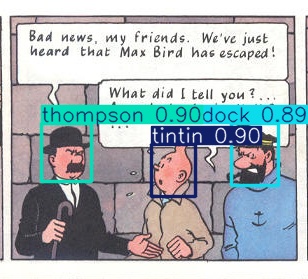 Bad news, my friends. We've just
heard that Max Bird has escaped!
What did I tell you?...
...
thompson 0.90
dock 0.89
tintin 0.90